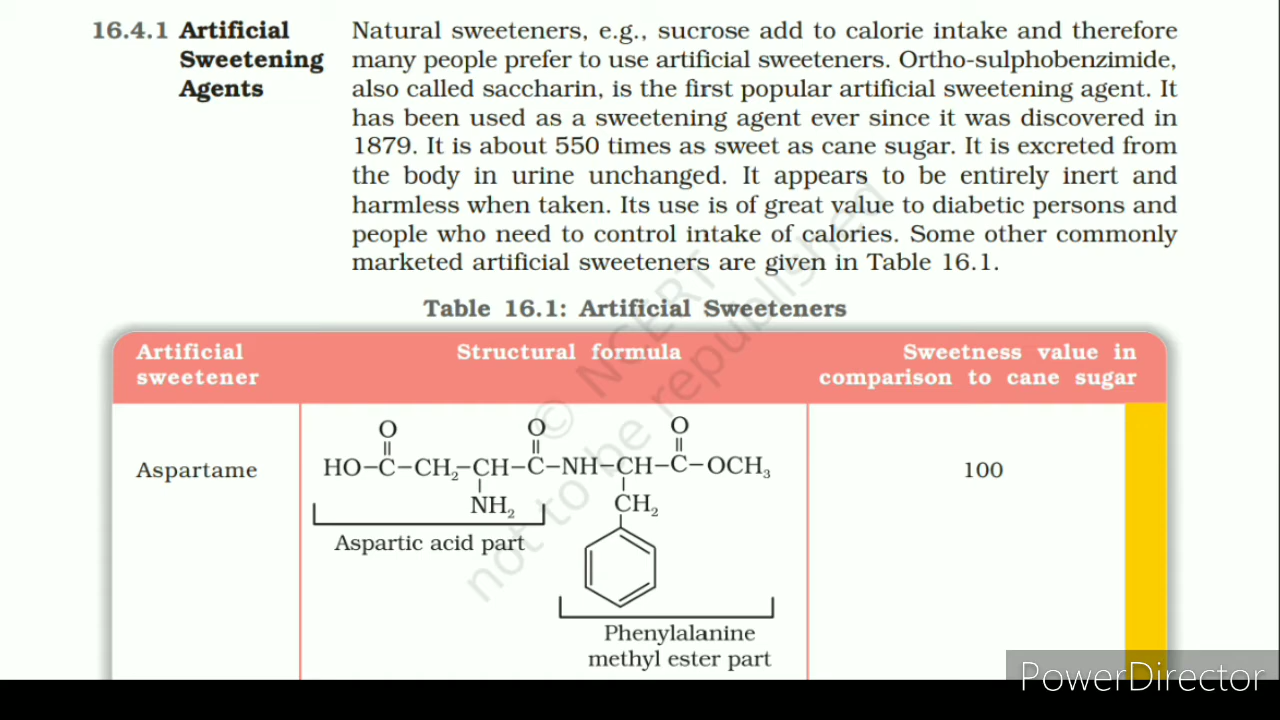 16.4.1 Artificial Sweetening Agents
Natural sweeteners, e.g., sucrose add to calorie intake and therefore
many people prefer to use artificial sweeteners. Ortho-sulphobenzimide,
also called saccharin, is the first popular artificial sweetening agent. It
has been used as a sweetening agent ever since it was discovered in
1879. It is about 550 times as sweet as cane sugar. It is excreted from
the body in urine unchanged. It appears to be entirely inert and
harmless when taken. Its use is of great value to diabetic persons and
people who need to control intake of calories. Some other commonly
marketed artificial sweeteners are given in Table 16.1.
Table 16.1: Artificial Sweeteners
Artificial sweetener
Structural formula
Sweetness value in comparison to cane sugar
Aspartame
O O O
HO–C–CH₂–CH–C–NH–CH–C–OCH₃
NH₂ CH₂
Aspartic acid part
Phenylalanine
methyl ester part
100
© NCERT
not to be republished
PowerDirector